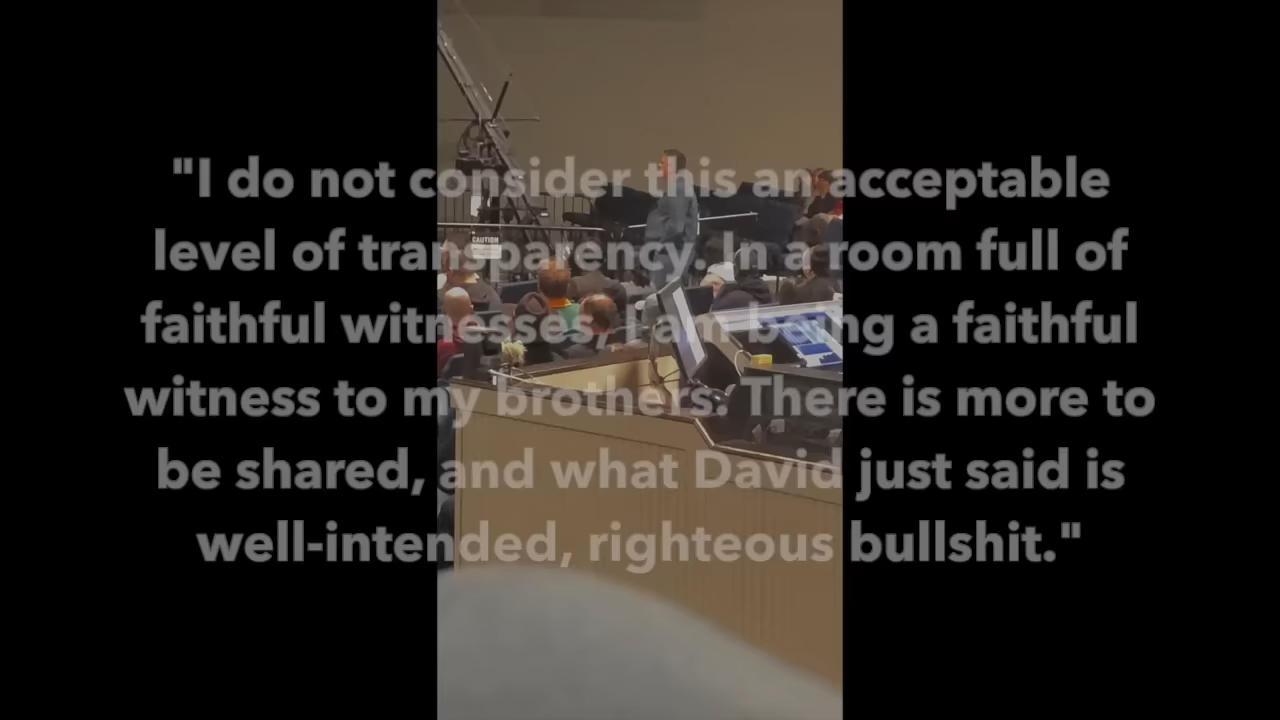 "I do not consider this an acceptable
level of transparency. In a room full of
faithful witnesses, I am being a faithful
witness to my brothers. There is more to
be shared, and what David just said is
well-intended, righteous bullshit."
CAUTION